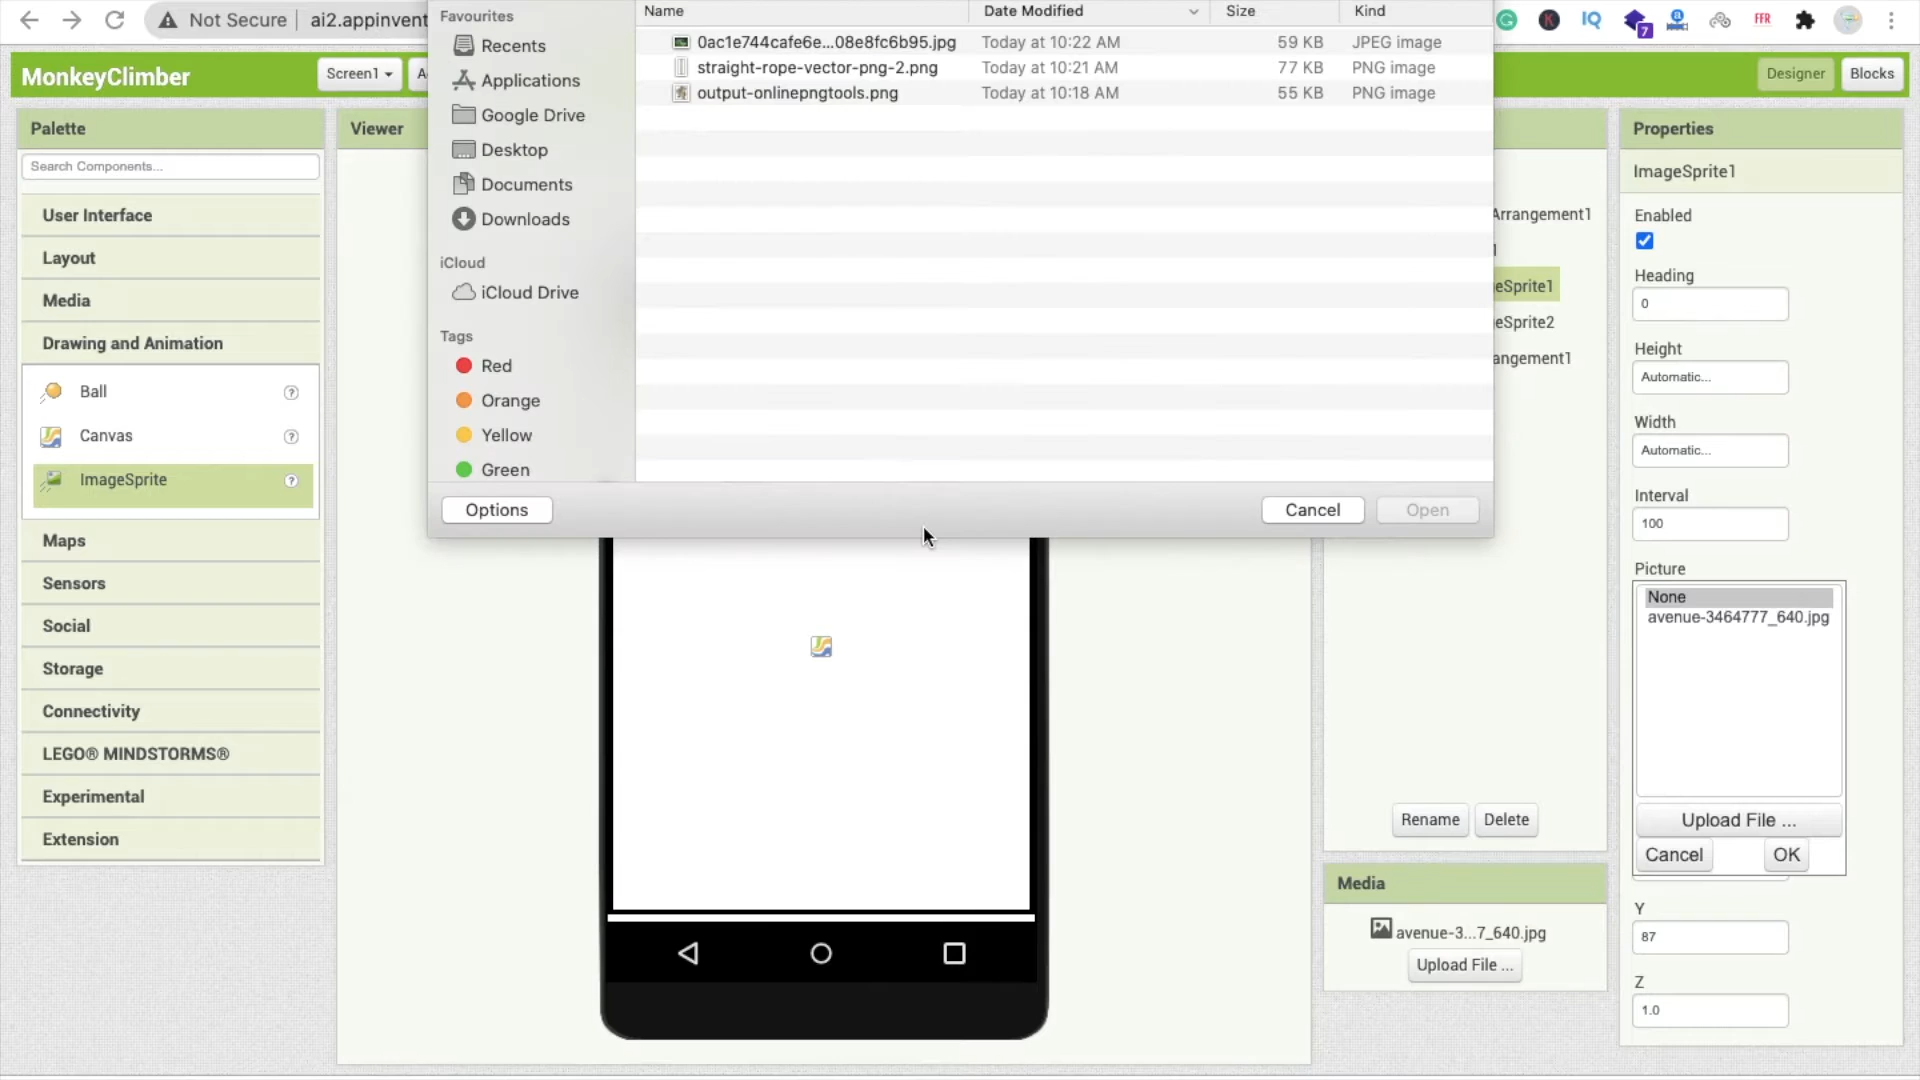 Not Secure
ai2.appinvent
7
FFR
Favourites
Recents
Applications
Google Drive
Desktop
Documents
Downloads
iCloud
iCloud Drive
Tags
Red
Orange
Yellow
Green
Name Date Modified Size Kind
0ac1e744cafe6e...08e8fc6b95.jpg Today at 10:22 AM 59 KB JPEG image
straight-rope-vector-png-2.png Today at 10:21 AM 77 KB PNG image
output-onlinepngtools.png Today at 10:18 AM 55 KB PNG image
Options
Cancel
Open
MonkeyClimber
Screen1
A
Designer
Blocks
Palette
Search Components...
User Interface
Layout
Media
Drawing and Animation
Ball ?
Canvas ?
ImageSprite ?
Maps
Sensors
Social
Storage
Connectivity
LEGO® MINDSTORMS®
Experimental
Extension
Viewer
Arrangement1
eSprite1
eSprite2
angement1
Rename
Delete
Media
avenue-3...7_640.jpg
Upload File ...
Properties
ImageSprite1
Enabled
Heading
0
Height
Automatic...
Width
Automatic...
Interval
100
Picture
None
avenue-3464777_640.jpg
Upload File ...
Cancel
OK
Y
87
Z
1.0